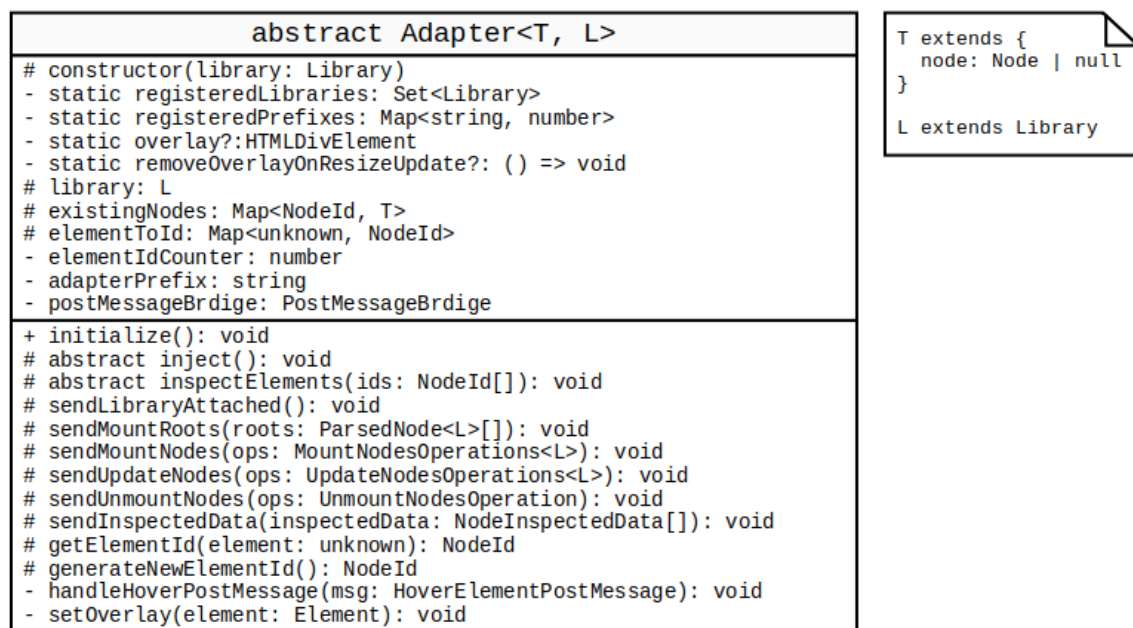 abstract Adapter<T, L>
# constructor(library: Library)
- static registeredLibraries: Set<Library>
- static registeredPrefixes: Map<string, number>
- static overlay?:HTMLDivElement
- static removeOverlayOnResizeUpdate?: () => void
# library: L
# existingNodes: Map<NodeId, T>
# elementToId: Map<unknown, NodeId>
- elementIdCounter: number
- adapterPrefix: string
- postMessageBrdige: PostMessageBrdige
+ initialize(): void
# abstract inject(): void
# abstract inspectElements(ids: NodeId[]): void
# sendLibraryAttached(): void
# sendMountRoots(roots: ParsedNode<L>[]): void
# sendMountNodes(ops: MountNodesOperations<L>): void
# sendUpdateNodes(ops: UpdateNodesOperations<L>): void
# sendUnmountNodes(ops: UnmountNodesOperation): void
# sendInspectedData(inspectedData: NodeInspectedData[]): void
# getElementId(element: unknown): NodeId
# generateNewElementId(): NodeId
- handleHoverPostMessage(msg: HoverElementPostMessage): void
- setOverlay(element: Element): void
T extends {
node: Node | null
}
L extends Library